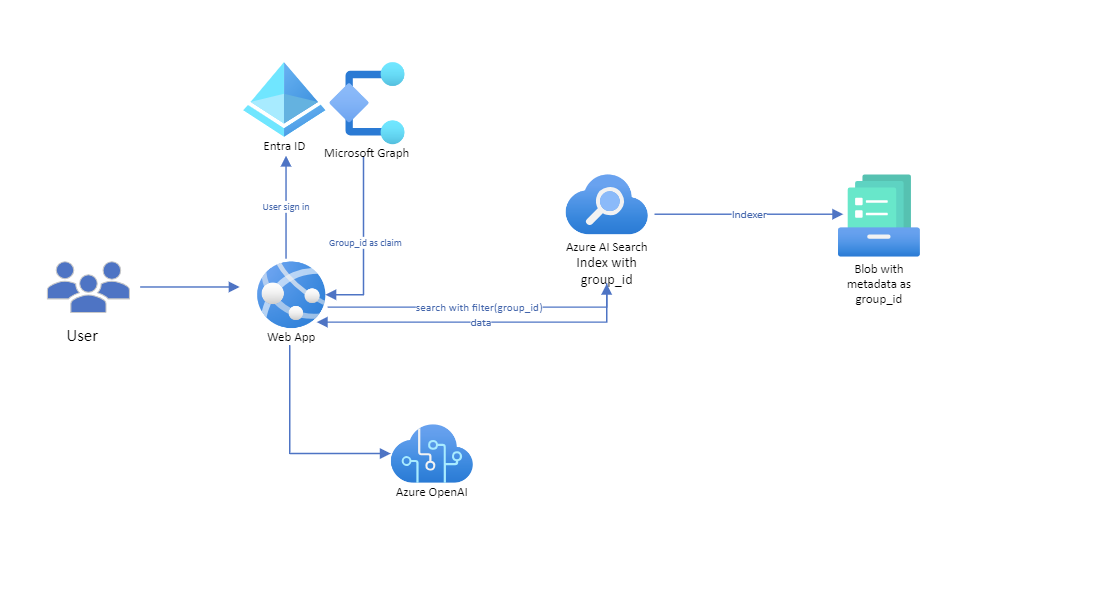 Entra ID
Microsoft Graph
User sign in
Group_id as claim
User
Web App
search with filter(group_id)
data
Azure AI Search
Index with
group_id
Indexer
Blob with
metadata as
group_id
Azure OpenAI